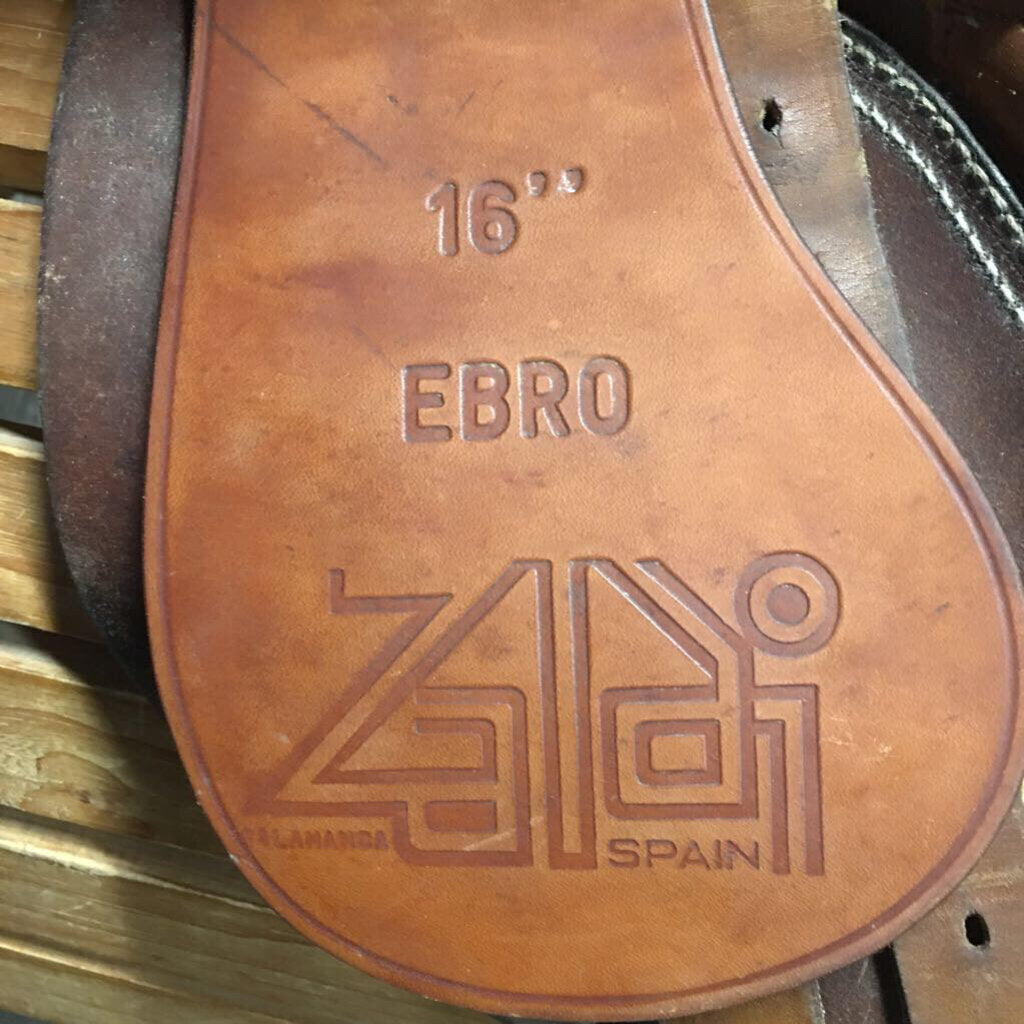 16''
EBRO
Zaldi
SALAMANCA
SPAIN